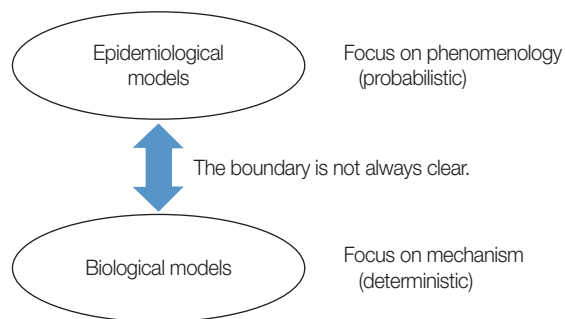 Epidemiological
models
Focus on phenomenology
(probabilistic)
The boundary is not always clear.
Biological models
Focus on mechanism
(deterministic)